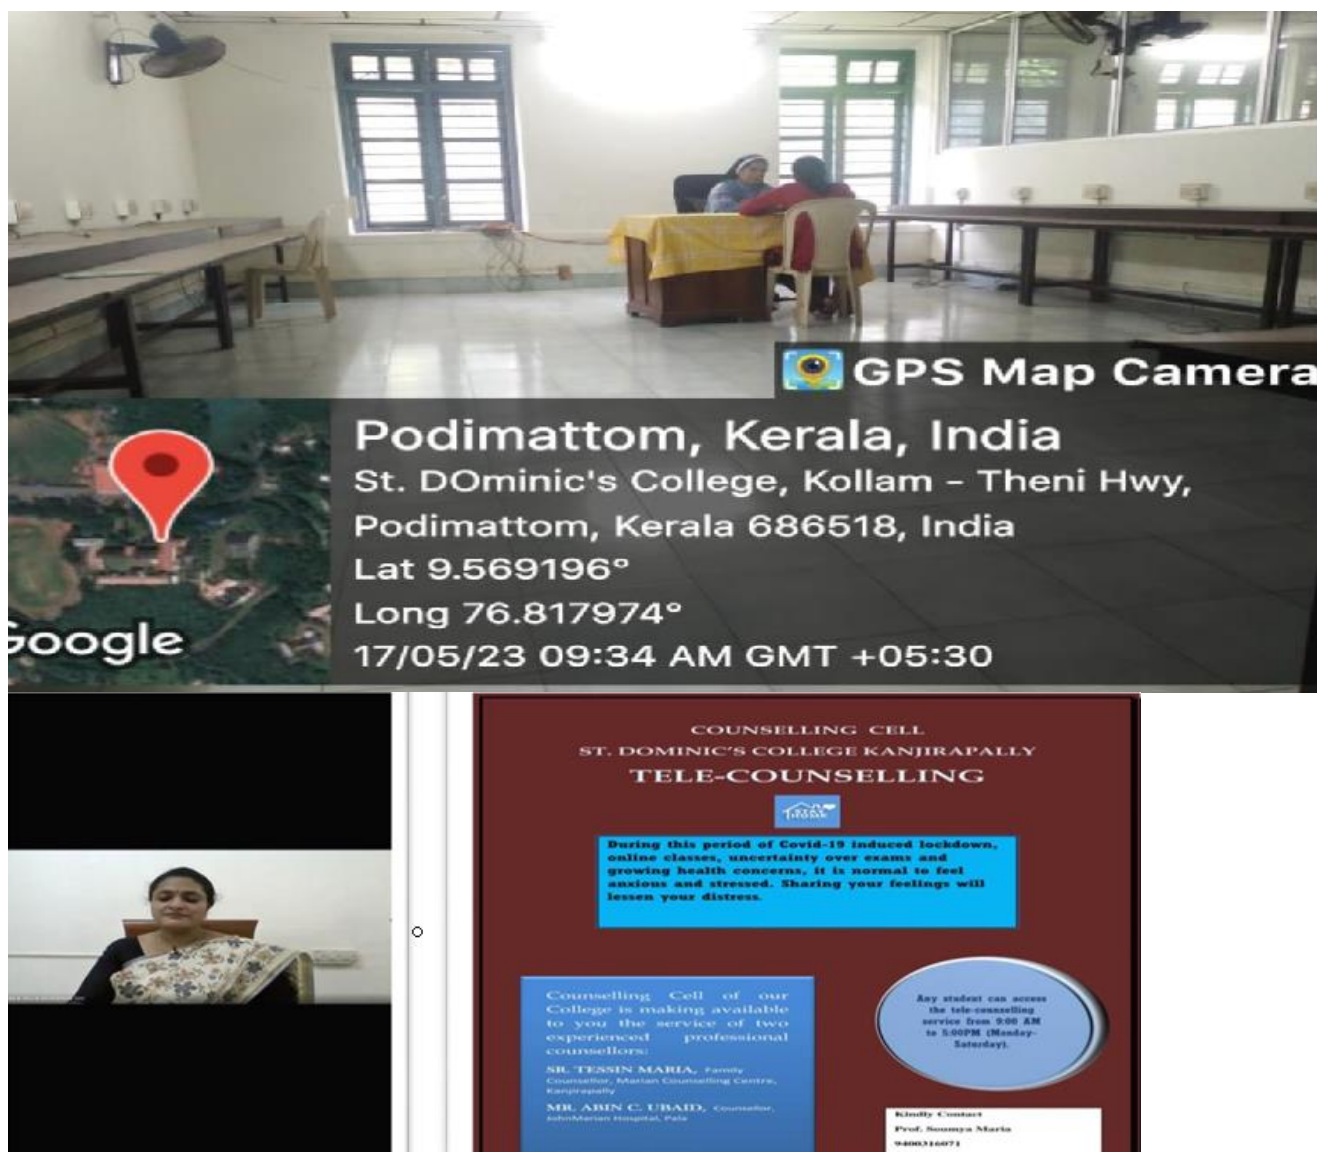 GPS Map Camera
Podimattom, Kerala, India
St. DOminic's College, Kollam - Theni Hwy,
Podimattom, Kerala 686518, India
Lat 9.569196°
Long 76.817974°
17/05/23 09:34 AM GMT +05:30
Google
COUNSELLING CELL
ST. DOMINIC'S COLLEGE KANJIRAPALLY
TELE-COUNSELLING
STAY
HOME
During this period of Covid-19 induced lockdown,
online classes, uncertainty over exams and
growing health concerns, it is normal to feel
anxious and stressed. Sharing your feelings will
lessen your distress.
Counselling Cell of our
College is making available
to you the service of two
experienced professional
counsellors:
SR. TESSIN MARIA, Family
Counsellor, Marian Counselling Centre,
Kanjirapally
MR. ABIN C. UBAID, Counsellor,
JohnMarian Hospital, Pala
Any student can access
the tele-counselling
service from 9:00 AM
to 5:00PM (Monday-
Saturday).
Kindly Contact
Prof. Soumya Maria
9400316071